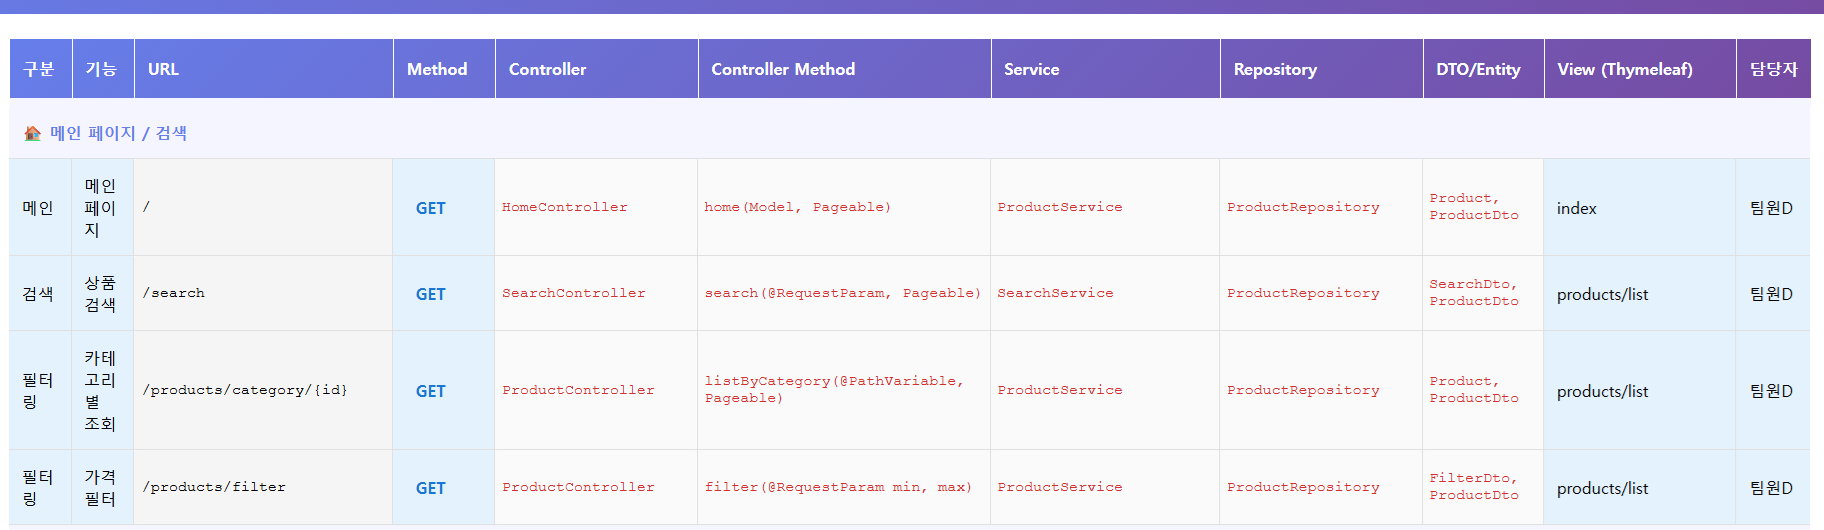 구분 기능 URL Method Controller Controller Method Service Repository DTO/Entity View (Thymeleaf) 담당자
🏠 메인 페이지 / 검색
메인 메인 페이지 / GET HomeController home(Model, Pageable) ProductService ProductRepository Product, ProductDto index 팀원D
검색 상품 검색 /search GET SearchController search(@RequestParam, Pageable) SearchService ProductRepository SearchDto, ProductDto products/list 팀원D
필터링 카테고리별 조회 /products/category/{id} GET ProductController listByCategory(@PathVariable, Pageable) ProductService ProductRepository Product, ProductDto products/list 팀원D
필터링 가격 필터 /products/filter GET ProductController filter(@RequestParam min, max) ProductService ProductRepository FilterDto, ProductDto products/list 팀원D